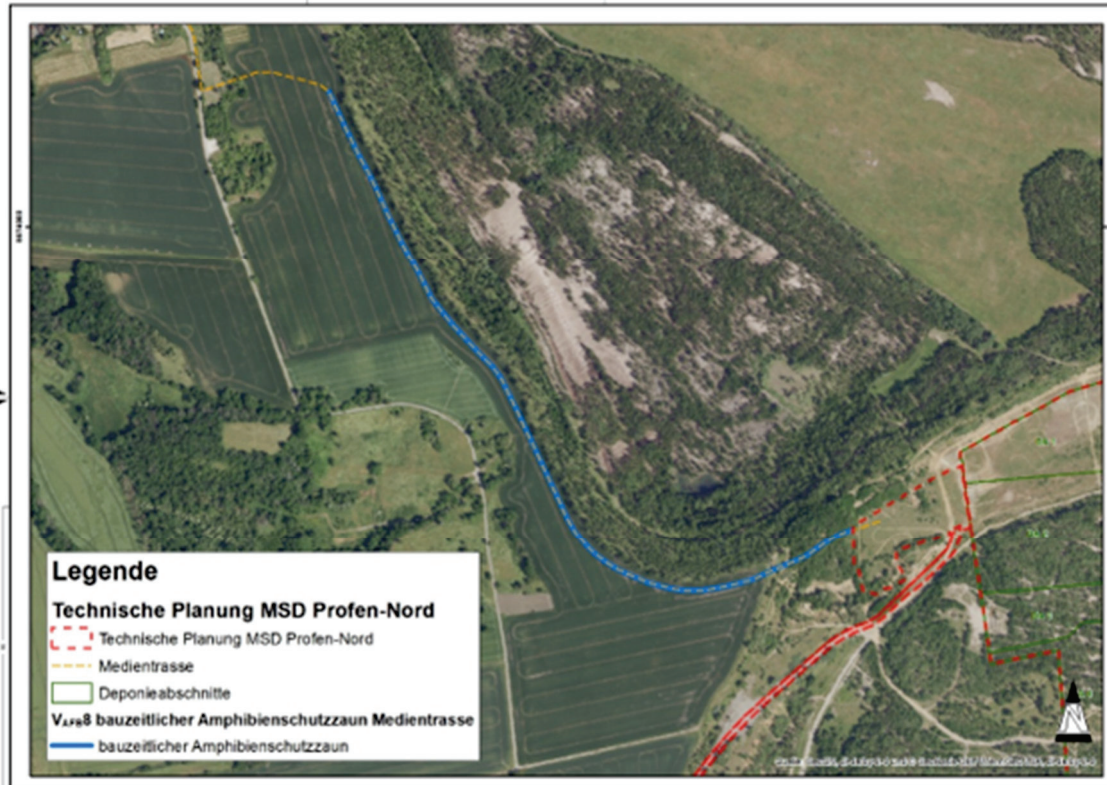 Legende
Technische Planung MSD Profen-Nord
Technische Planung MSD Profen-Nord
Medientrasse
Deponieabschnitte
VAFB8 bauzeitlicher Amphibienschutzzaun Medientrasse
bauzeitlicher Amphibienschutzzaun
N